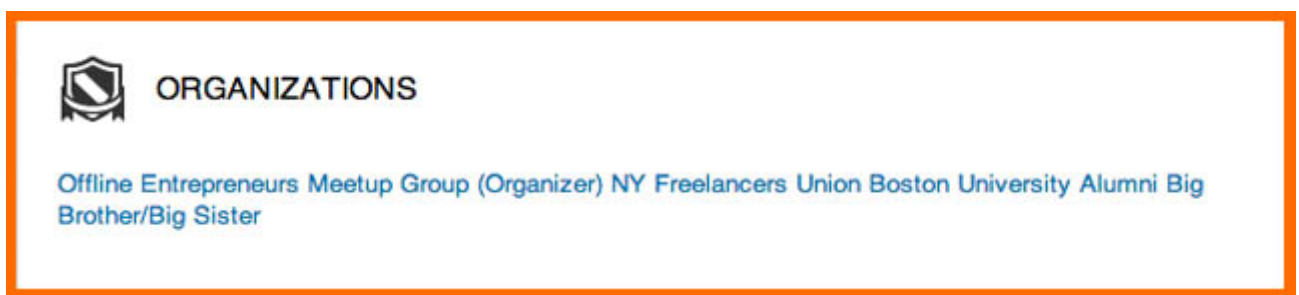 ORGANIZATIONS
Offline Entrepreneurs Meetup Group (Organizer) NY Freelancers Union Boston University Alumni Big
Brother/Big Sister